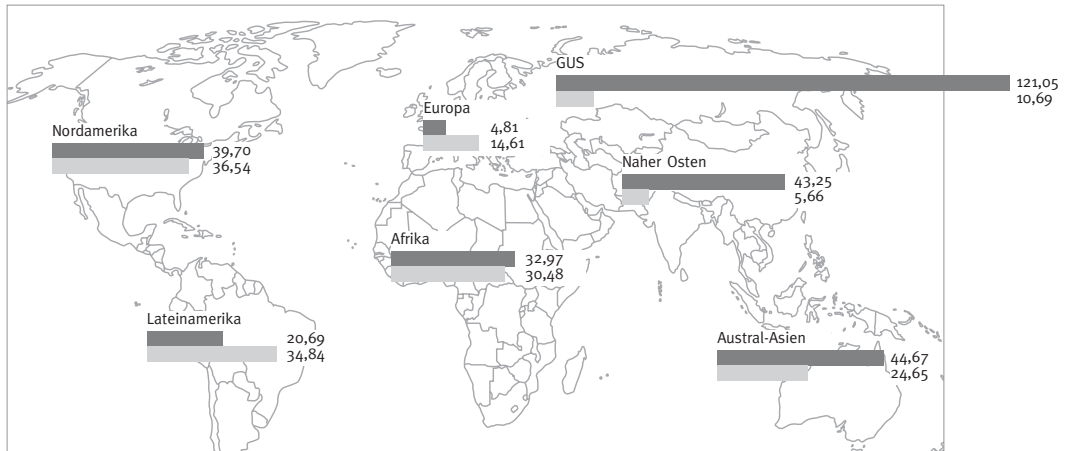 GUS
121,05
10,69
Europa
4,81
14,61
Nordamerika
39,70
36,54
Naher Osten
43,25
5,66
Afrika
32,97
30,48
Lateinamerika
20,69
34,84
Austral-Asien
44,67
24,65